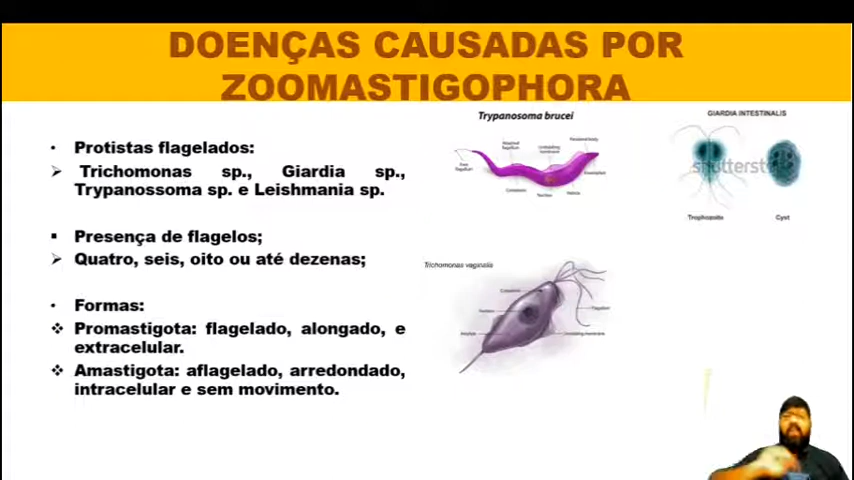 DOENÇAS CAUSADAS POR
ZOOMASTIGOPHORA
• Protistas flagelados:
➢ Trichomonas sp., Giardia sp.,
Trypanossoma sp. e Leishmania sp.
▪ Presença de flagelos;
➢ Quatro, seis, oito ou até dezenas;
• Formas:
❖ Promastigota: flagelado, alongado, e
extracelular.
❖ Amastigota: aflagelado, arredondado,
intracelular e sem movimento.
Trypanosoma brucei
GIARDIA INTESTINALIS
Trophozoite
Cyst
Trichomonas vaginalis